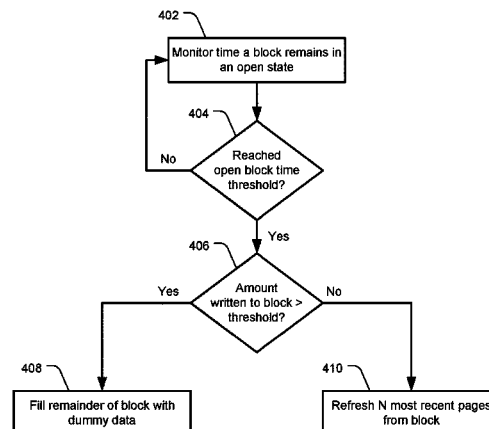 402
Monitor time a block remains in
an open state
404
Reached
open block time
threshold?
No
Yes
406
Amount
written to block >
threshold?
Yes
No
408
Fill remainder of block with
dummy data
410
Refresh N most recent pages
from block